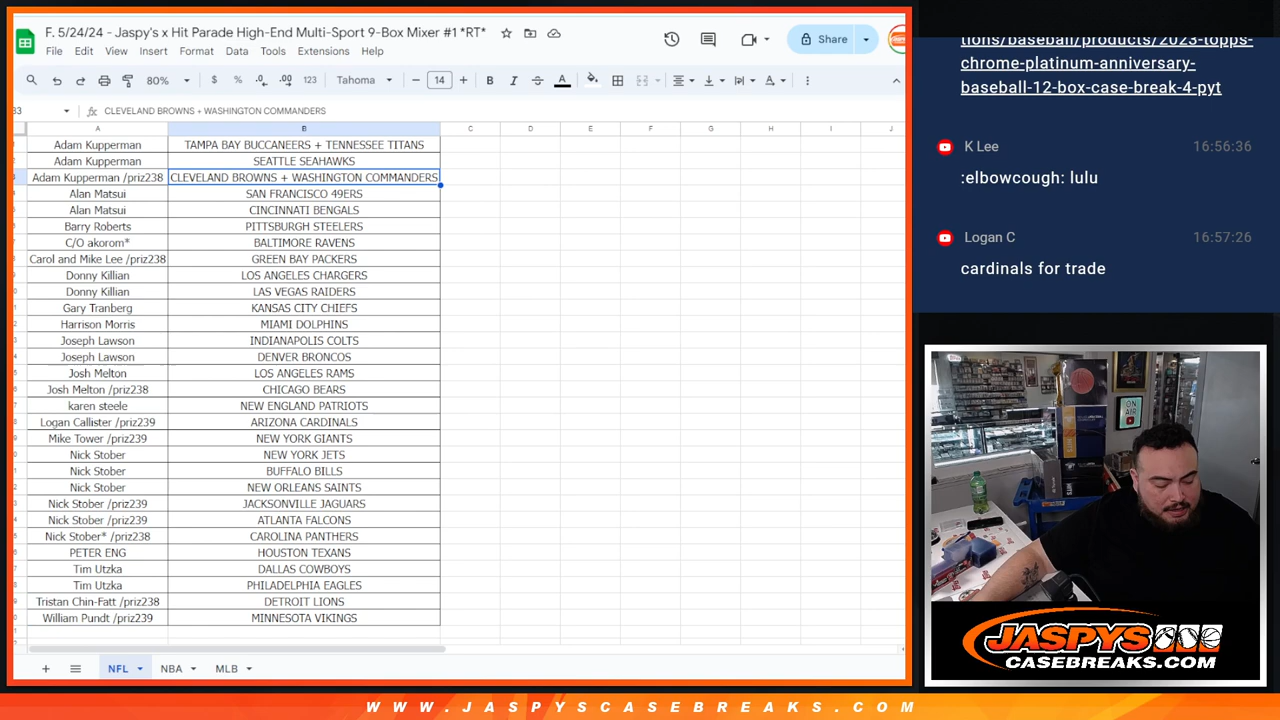 F. 5/24/24 - Jaspy's x Hit Parade High-End Multi-Sport 9-Box Mixer #1 *RT*
File Edit View Insert Format Data Tools Extensions Help
Share
80% $ % .0 .00 123 Tahoma 14 B I A
CLEVELAND BROWNS + WASHINGTON COMMANDERS
A B C D E F G H I J
Adam Kupperman TAMPA BAY BUCCANEERS + TENNESSEE TITANS
Adam Kupperman SEATTLE SEAHAWKS
Adam Kupperman /priz238 CLEVELAND BROWNS + WASHINGTON COMMANDERS
Alan Matsui SAN FRANCISCO 49ERS
Alan Matsui CINCINNATI BENGALS
Barry Roberts PITTSBURGH STEELERS
C/O akorom* BALTIMORE RAVENS
Carol and Mike Lee /priz238 GREEN BAY PACKERS
Donny Killian LOS ANGELES CHARGERS
Donny Killian LAS VEGAS RAIDERS
Gary Tranberg KANSAS CITY CHIEFS
Harrison Morris MIAMI DOLPHINS
Joseph Lawson INDIANAPOLIS COLTS
Joseph Lawson DENVER BRONCOS
Josh Melton LOS ANGELES RAMS
Josh Melton /priz238 CHICAGO BEARS
karen steele NEW ENGLAND PATRIOTS
Logan Callister /priz238 ARIZONA CARDINALS
Mike Tower /priz239 NEW YORK GIANTS
Nick Stober NEW YORK JETS
Nick Stober BUFFALO BILLS
Nick Stober NEW ORLEANS SAINTS
Nick Stober /priz239 JACKSONVILLE JAGUARS
Nick Stober /priz239 ATLANTA FALCONS
Nick Stober* /priz238 CAROLINA PANTHERS
PETER ENG HOUSTON TEXANS
Tim Utzka DALLAS COWBOYS
Tim Utzka PHILADELPHIA EAGLES
Tristan Chin-Fatt /priz238 DETROIT LIONS
William Pundt /priz239 MINNESOTA VIKINGS
NFL NBA MLB
tions/baseball/products/2023-topps-
chrome-platinum-anniversary-
baseball-12-box-case-break-4-pyt
K Lee 16:56:36
:elbowcough: lulu
Logan C 16:57:26
cardinals for trade
ON AIR
JASPYS
CASEBREAKS.COM
WWW.JASPYSCASEBREAKS.COM